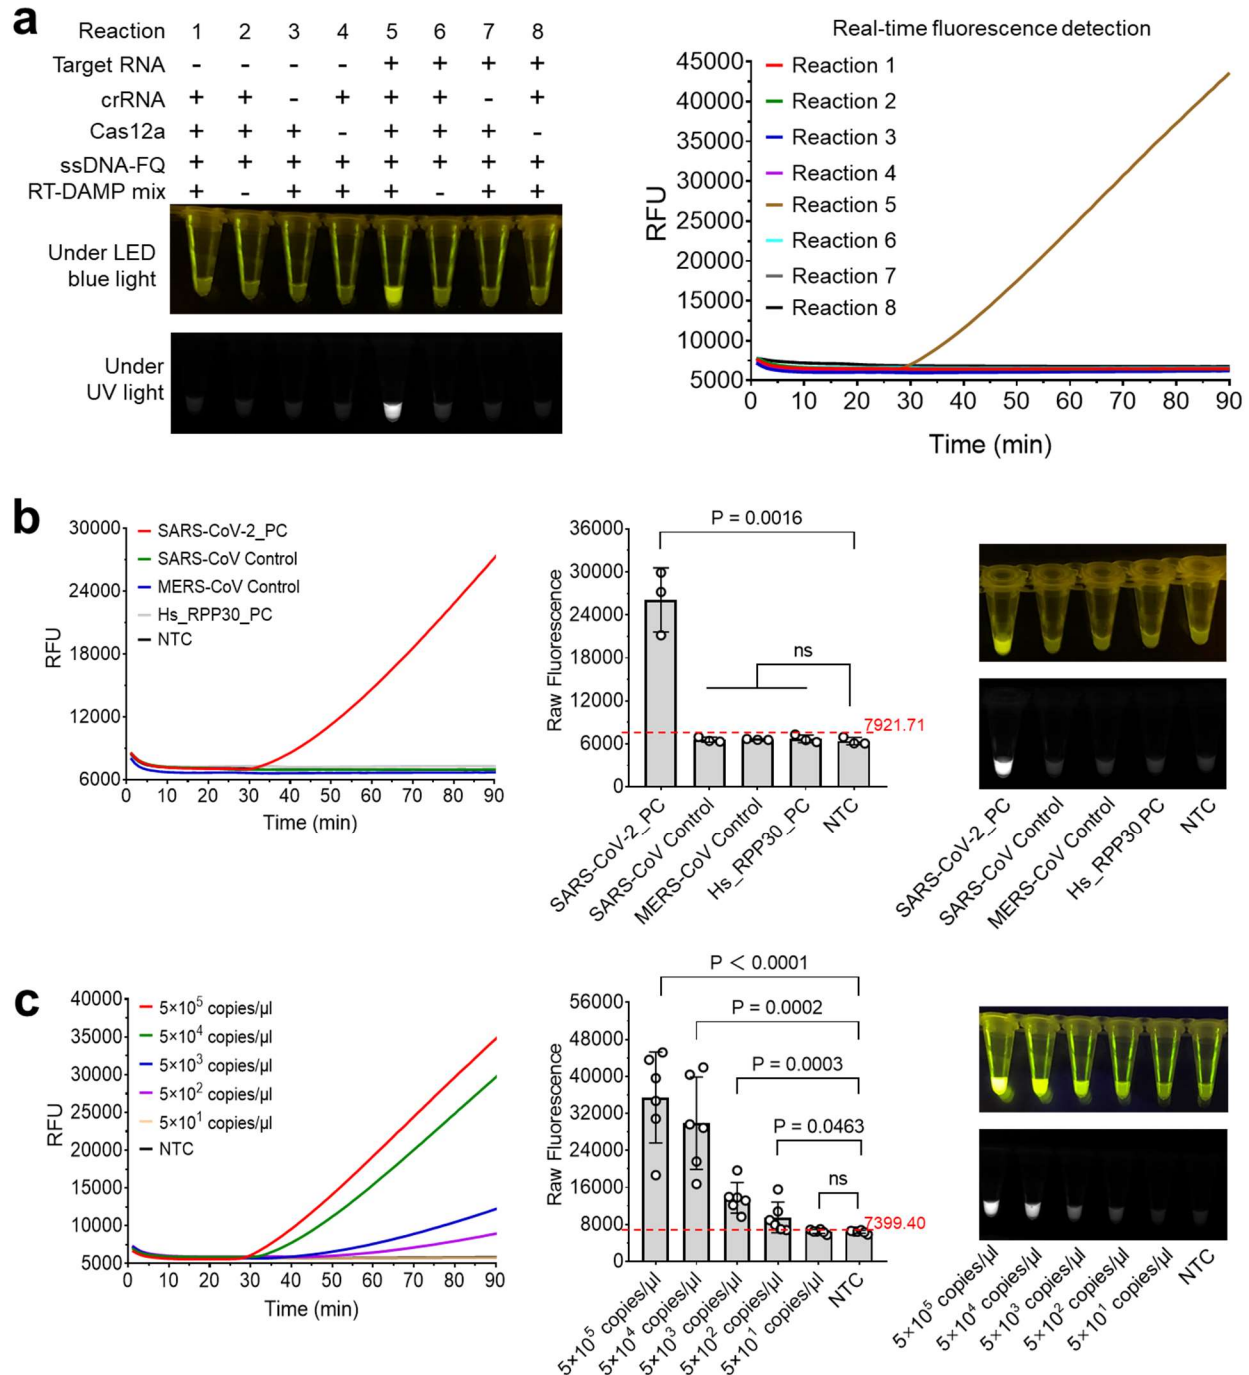 a
Reaction 1 2 3 4 5 6 7 8
Target RNA - - - - + + + +
crRNA + + - + + + - +
Cas12a + + + - + + + -
ssDNA-FQ + + + + + + + +
RT-DAMP mix + - + + + - + +
Under LED
blue light
Under
UV light
Real-time fluorescence detection
RFU
45000
40000
35000
30000
25000
20000
15000
10000
5000
Reaction 1
Reaction 2
Reaction 3
Reaction 4
Reaction 5
Reaction 6
Reaction 7
Reaction 8
0 10 20 30 40 50 60 70 80 90
Time (min)
b
RFU
30000
24000
18000
12000
6000
SARS-CoV-2_PC
SARS-CoV Control
MERS-CoV Control
Hs_RPP30_PC
NTC
0 10 20 30 40 50 60 70 80 90
Time (min)
Raw Fluorescence
36000
30000
24000
18000
12000
6000
0
P = 0.0016
ns
7921.71
SARS-CoV-2_PC
SARS-CoV Control
MERS-CoV Control
Hs_RPP30_PC
NTC
SARS-CoV-2_PC
SARS-CoV Control
MERS-CoV Control
Hs_RPP30 PC
NTC
c
RFU
40000
35000
30000
25000
20000
15000
10000
5000
5×10⁵ copies/µl
5×10⁴ copies/µl
5×10³ copies/µl
5×10² copies/µl
5×10¹ copies/µl
NTC
0 10 20 30 40 50 60 70 80 90
Time (min)
Raw Fluorescence
56000
48000
40000
32000
24000
16000
8000
0
P < 0.0001
P = 0.0002
P = 0.0003
P = 0.0463
ns
7399.40
5×10⁵ copies/µl
5×10⁴ copies/µl
5×10³ copies/µl
5×10² copies/µl
5×10¹ copies/µl
NTC
5×10⁵ copies/µl
5×10⁴ copies/µl
5×10³ copies/µl
5×10² copies/µl
5×10¹ copies/µl
NTC